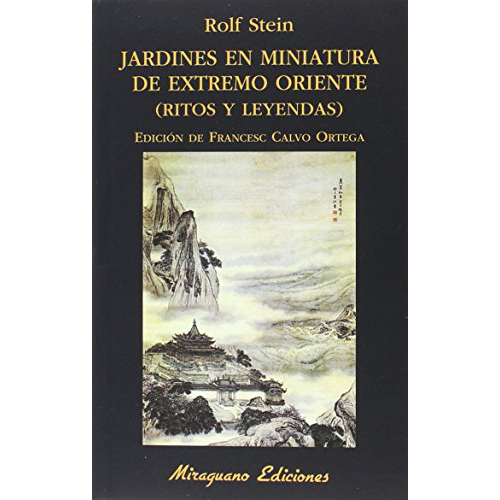 Rolf Stein
JARDINES EN MINIATURA
DE EXTREMO ORIENTE
(RITOS Y LEYENDAS)
EDICIÓN DE FRANCESC CALVO ORTEGA
Miraguano Ediciones